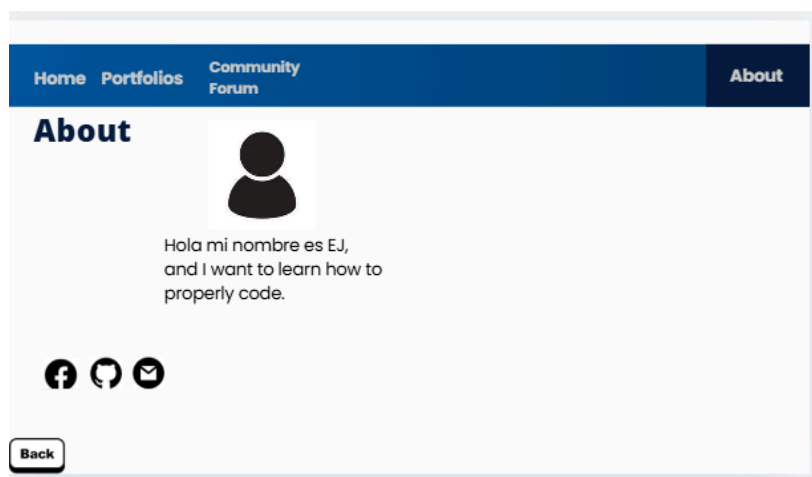 Home Portfolios Community Forum About
About
Hola mi nombre es EJ,
and I want to learn how to
properly code.
Back